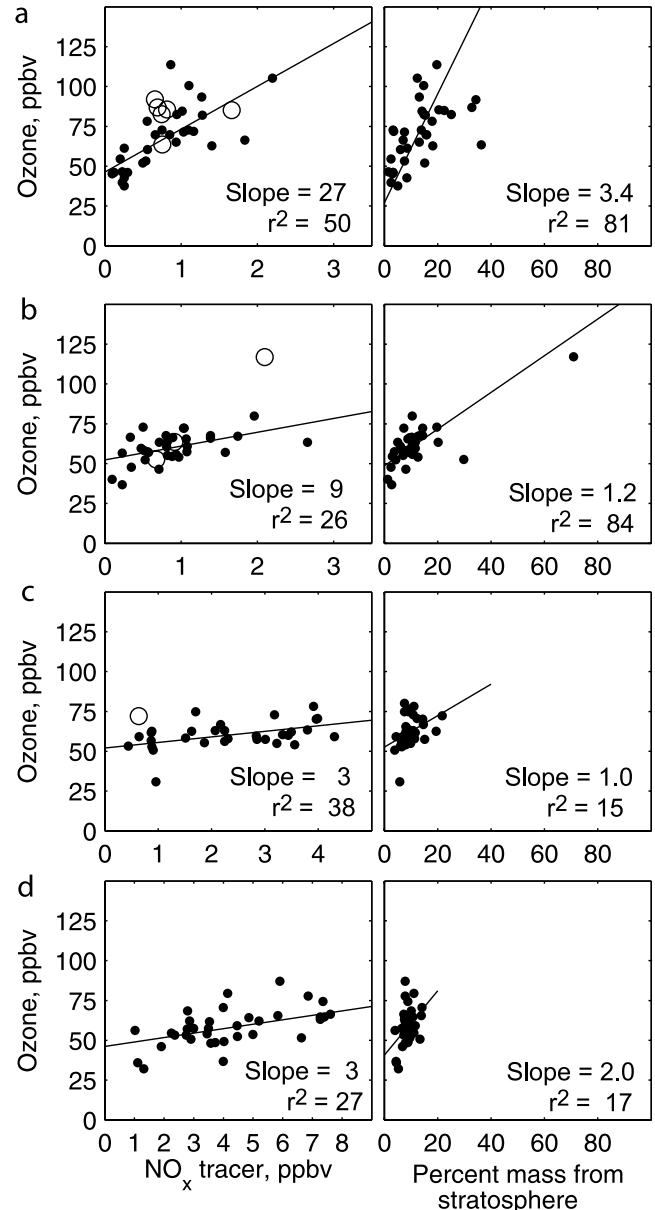 a
Ozone, ppbv
125
100
75
50
25
0
Slope = 27
r² = 50
0 1 2 3
Slope = 3.4
r² = 81
0 20 40 60 80
b
Ozone, ppbv
125
100
75
50
25
0
Slope = 9
r² = 26
0 1 2 3
Slope = 1.2
r² = 84
0 20 40 60 80
c
Ozone, ppbv
125
100
75
50
25
0
Slope = 3
r² = 38
0 1 2 3 4
Slope = 1.0
r² = 15
0 20 40 60 80
d
Ozone, ppbv
125
100
75
50
25
0
Slope = 3
r² = 27
0 1 2 3 4 5 6 7 8
NOₓ tracer, ppbv
Slope = 2.0
r² = 17
0 20 40 60 80
Percent mass from
stratosphere